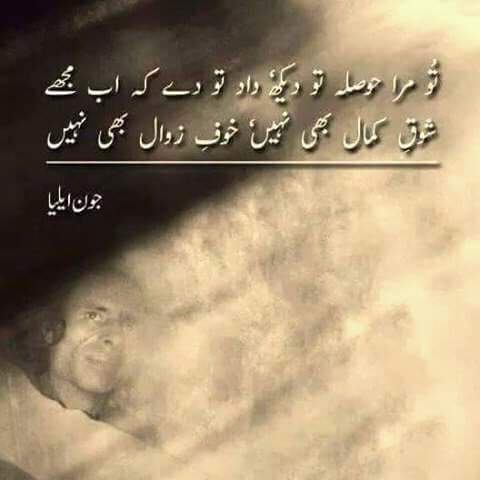 تُو مرا حوصلہ تو دیکھ، داد تو دے کہ اب مجھے
شوقِ کمال بھی نہیں، خوفِ زوال بھی نہیں
جون ایلیا